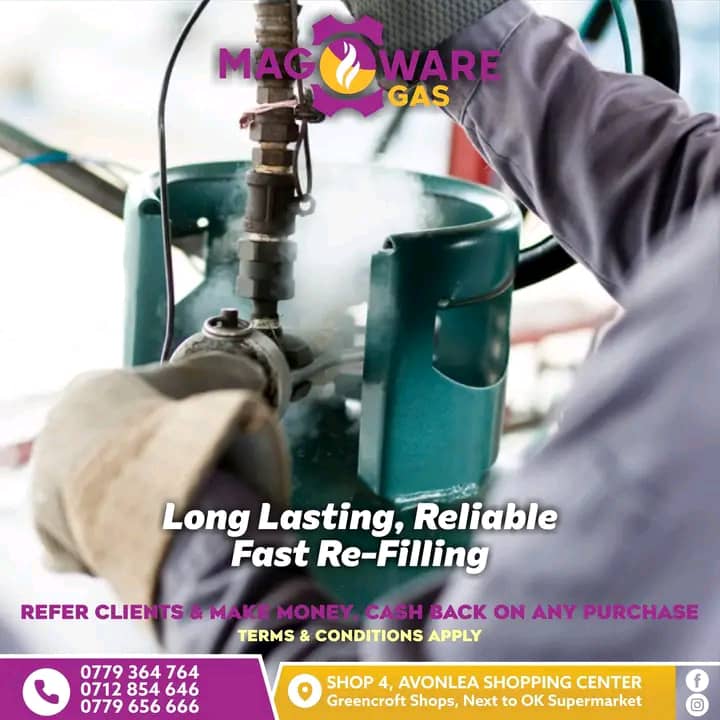 MAG WARE
GAS
Long Lasting, Reliable
Fast Re-Filling
REFER CLIENTS & MAKE MONEY. CASH BACK ON ANY PURCHASE
TERMS & CONDITIONS APPLY
0779 364 764
0712 854 646
0779 656 666
SHOP 4, AVONLEA SHOPPING CENTER
Greencroft Shops, Next to OK Supermarket